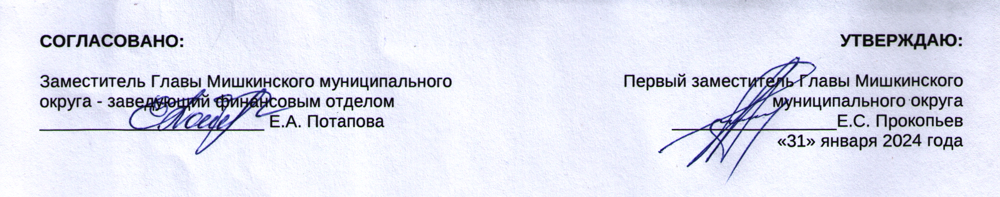 СОГЛАСОВАНО:
Заместитель Главы Мишкинского муниципального
округа - заведующий финансовым отделом
Е.А. Потапова
УТВЕРЖДАЮ:
Первый заместитель Главы Мишкинского
муниципального округа
Е.С. Прокопьев
«31» января 2024 года